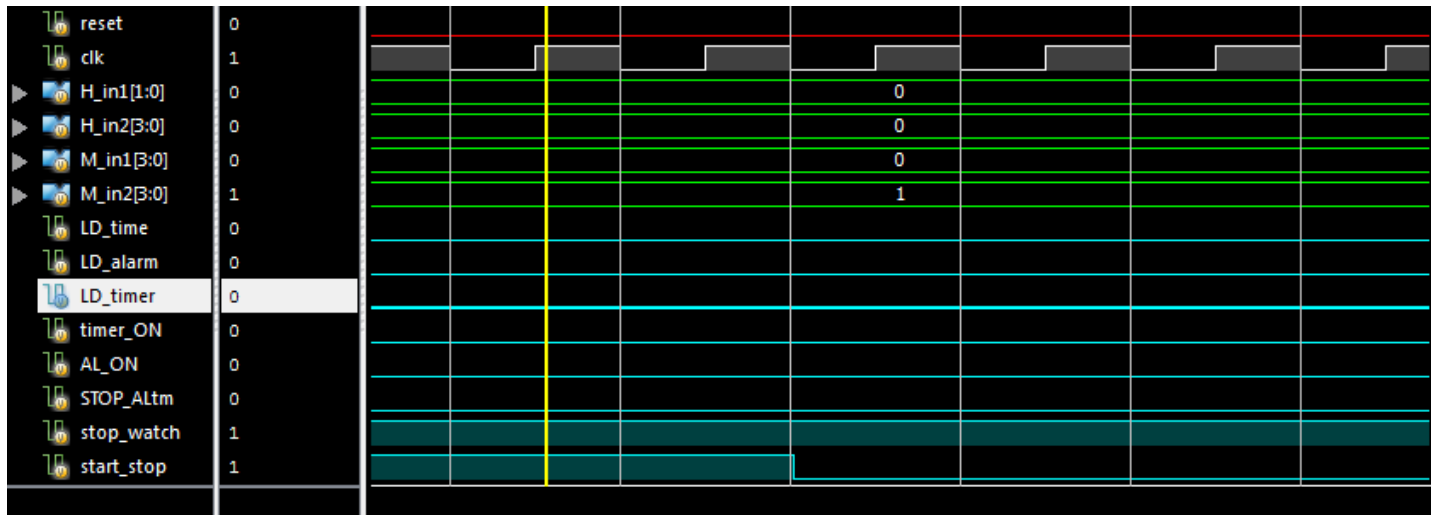 reset 0
clk 1
H_in1[1:0] 0 0
H_in2[3:0] 0 0
M_in1[3:0] 0 0
M_in2[3:0] 1 1
LD_time 0
LD_alarm 0
LD_timer 0
timer_ON 0
AL_ON 0
STOP_ALtm 0
stop_watch 1
start_stop 1